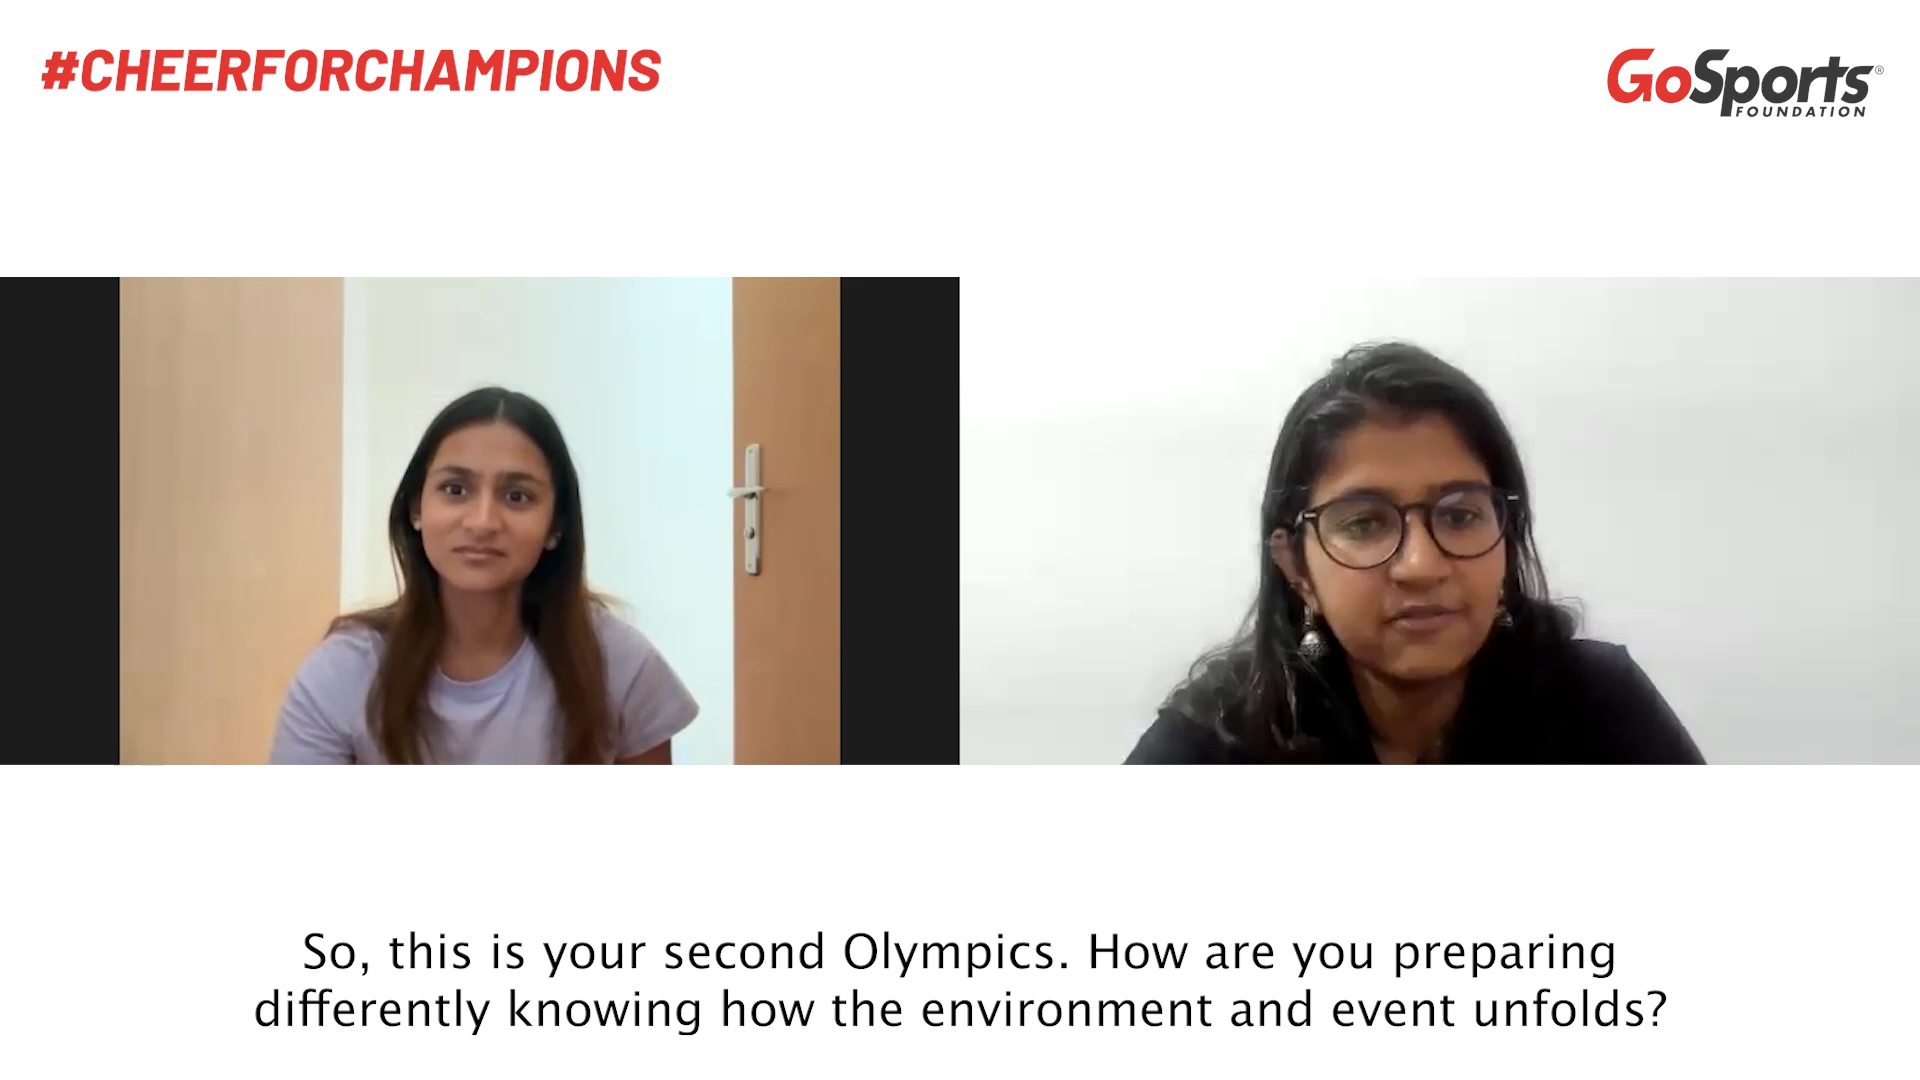 #CHEERFORCHAMPIONS
GoSports®
FOUNDATION
So, this is your second Olympics. How are you preparing
differently knowing how the environment and event unfolds?